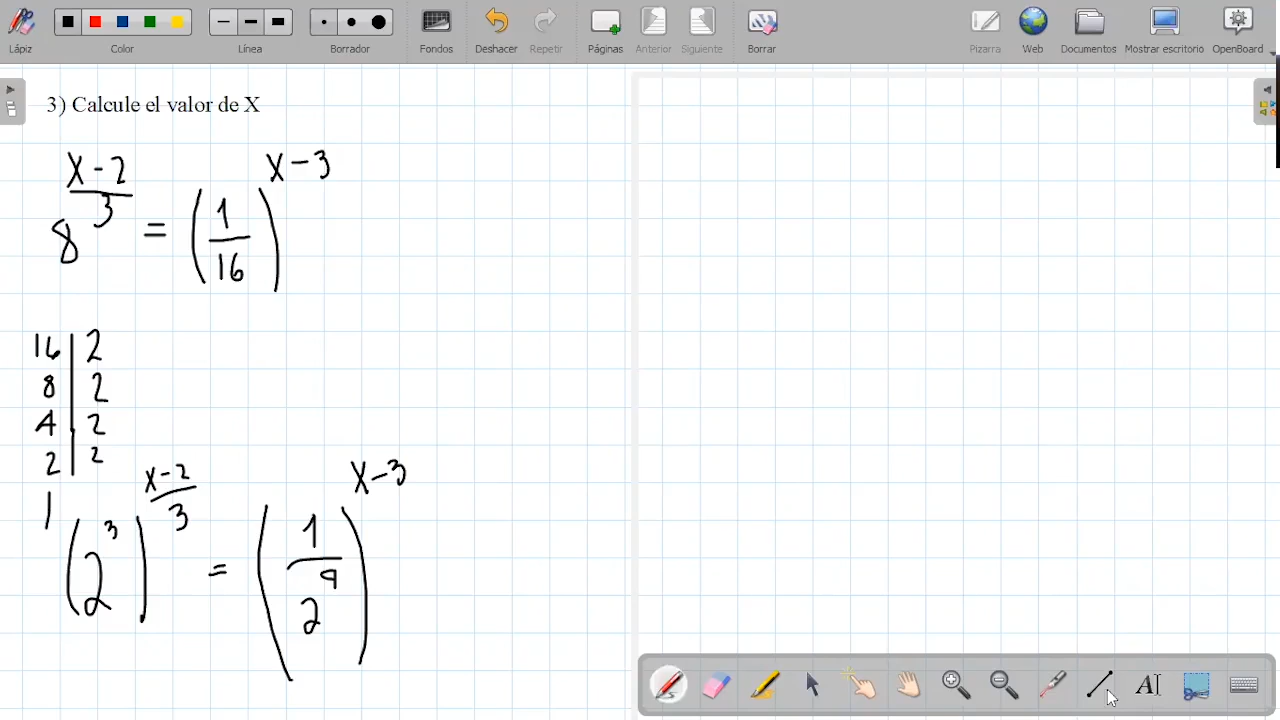 Lápiz Color Línea Borrador Fondos Deshacer Repetir Páginas Anterior Siguiente Borrar Pizarra Web Documentos Mostrar escritorio OpenBoard
3) Calcule el valor de X
8^((x-2)/3) = (1/16)^(x-3)
16 | 2
8 | 2
4 | 2
2 | 2
1
(2^3)^((x-2)/3) = (1/2^4)^(x-3)